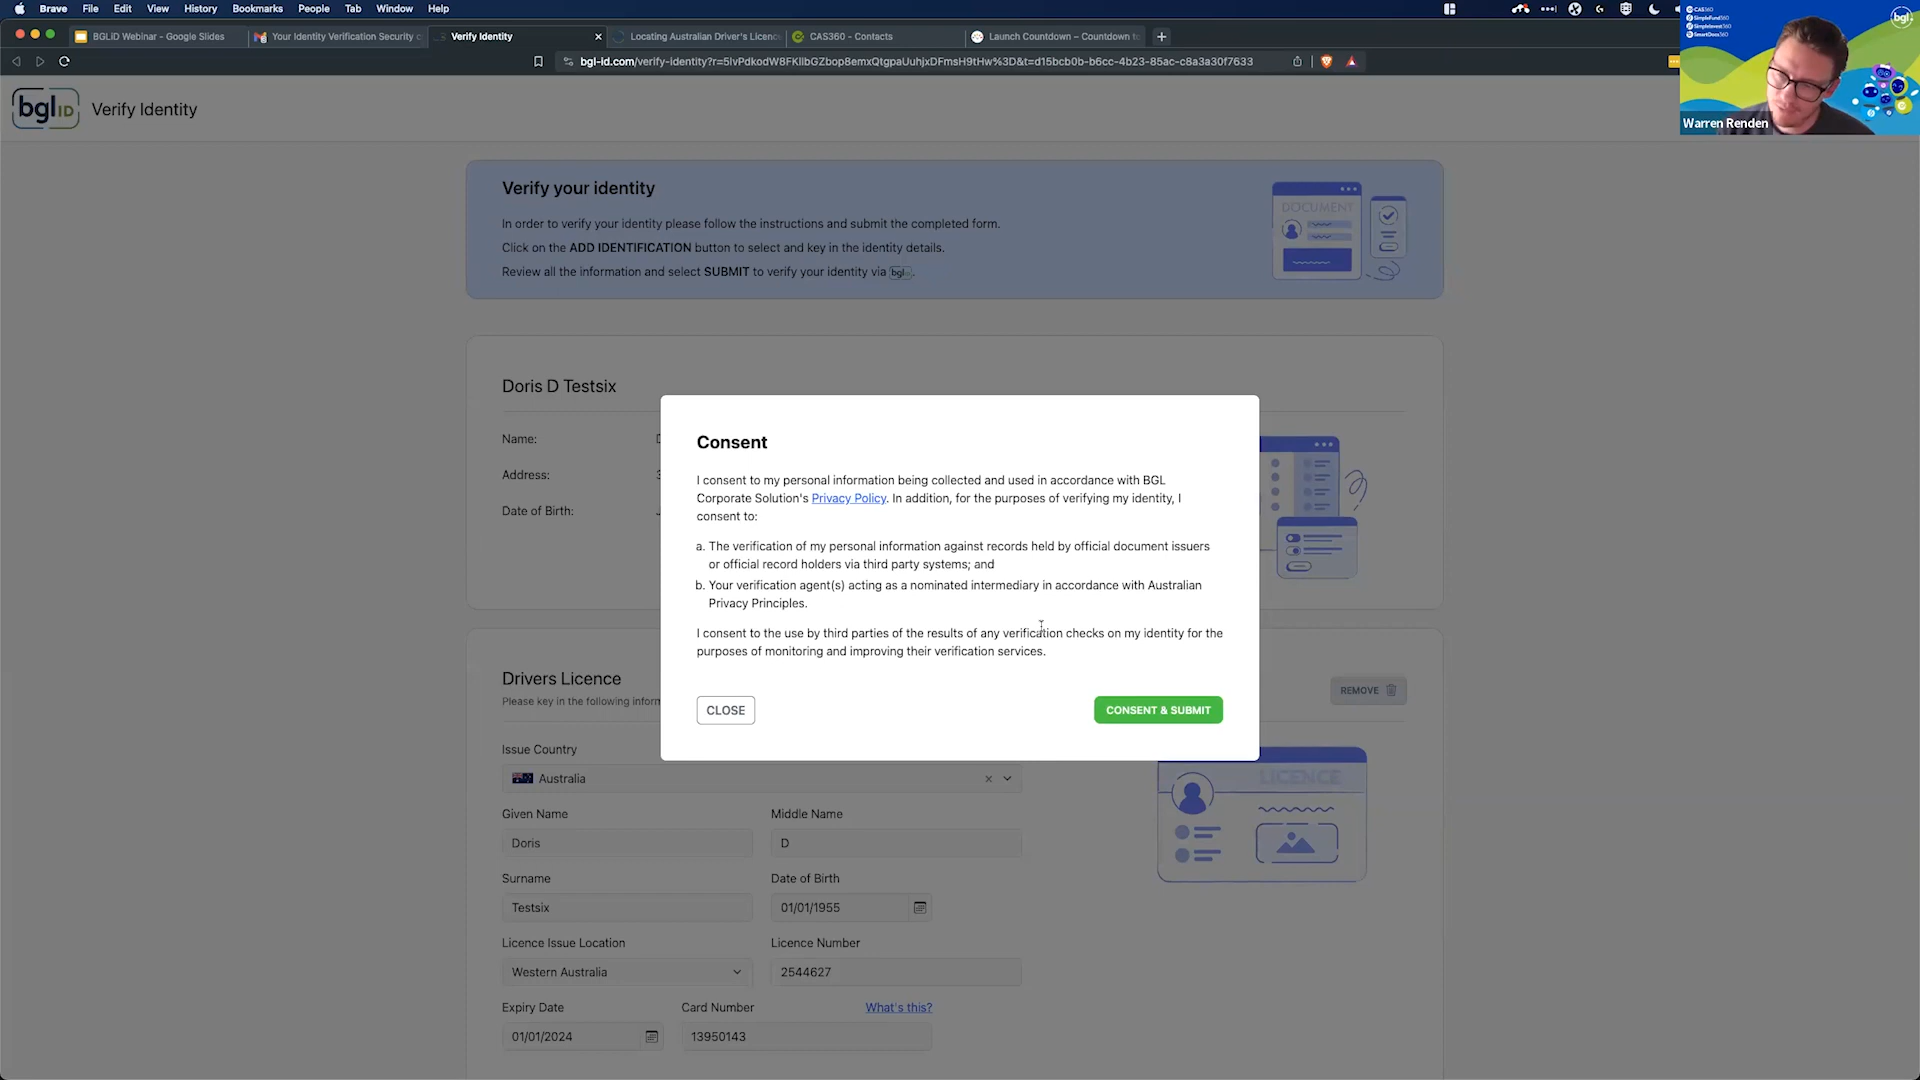 Brave File Edit View History Bookmarks People Tab Window Help
BGLiD Webinar - Google Slides
Your Identity Verification Security c
Verify Identity
Locating Australian Driver's Licenc
CAS360 - Contacts
Launch Countdown – Countdown to
bgl-id.com/verify-identity?r=5IvPdkodW8FKlIbGZbop8emxQtgpaUuhjxDFmsH9tHw%3D&t=d15bcb0b-b6cc-4b23-85ac-c8a3a30f7633
CAS360
SimpleFund360
SimpleInvest360
SmartDocs360
bgl
Warren Renden
bgl ID Verify Identity
Verify your identity
In order to verify your identity please follow the instructions and submit the completed form.
Click on the ADD IDENTIFICATION button to select and key in the identity details.
Review all the information and select SUBMIT to verify your identity via bgl.
DOCUMENT
Doris D Testsix
Name:
Address:
Date of Birth:
Consent
I consent to my personal information being collected and used in accordance with BGL
Corporate Solution's Privacy Policy. In addition, for the purposes of verifying my identity, I
consent to:
a. The verification of my personal information against records held by official document issuers
or official record holders via third party systems; and
b. Your verification agent(s) acting as a nominated intermediary in accordance with Australian
Privacy Principles.
I consent to the use by third parties of the results of any verification checks on my identity for the
purposes of monitoring and improving their verification services.
CLOSE
CONSENT & SUBMIT
Drivers Licence
Please key in the following inform
REMOVE
Issue Country
Australia
LICENCE
Given Name
Middle Name
Doris
D
Surname
Date of Birth
Testsix
01/01/1955
Licence Issue Location
Licence Number
Western Australia
2544627
Expiry Date
Card Number
What's this?
01/01/2024
13950143